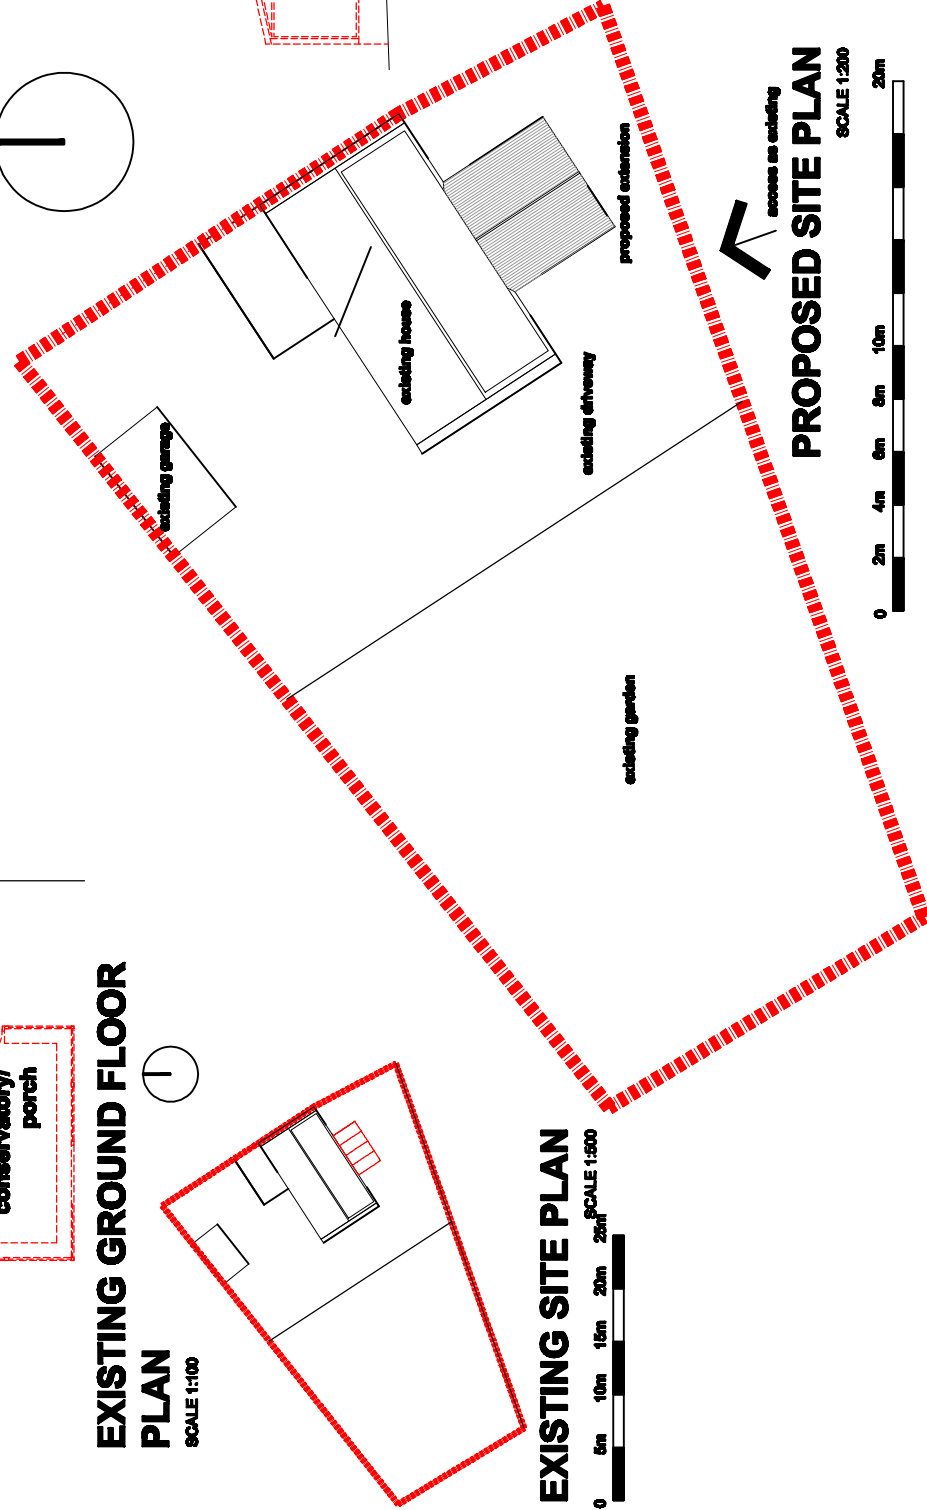 conservatory/
porch
EXISTING GROUND FLOOR
PLAN
SCALE 1:100
EXISTING SITE PLAN
SCALE 1:500
0
5m
10m
15m
20m
25m
existing garage
existing house
existing driveway
proposed extension
existing garden
access as existing
PROPOSED SITE PLAN
SCALE 1:200
0
2m
4m
6m
8m
10m
20m